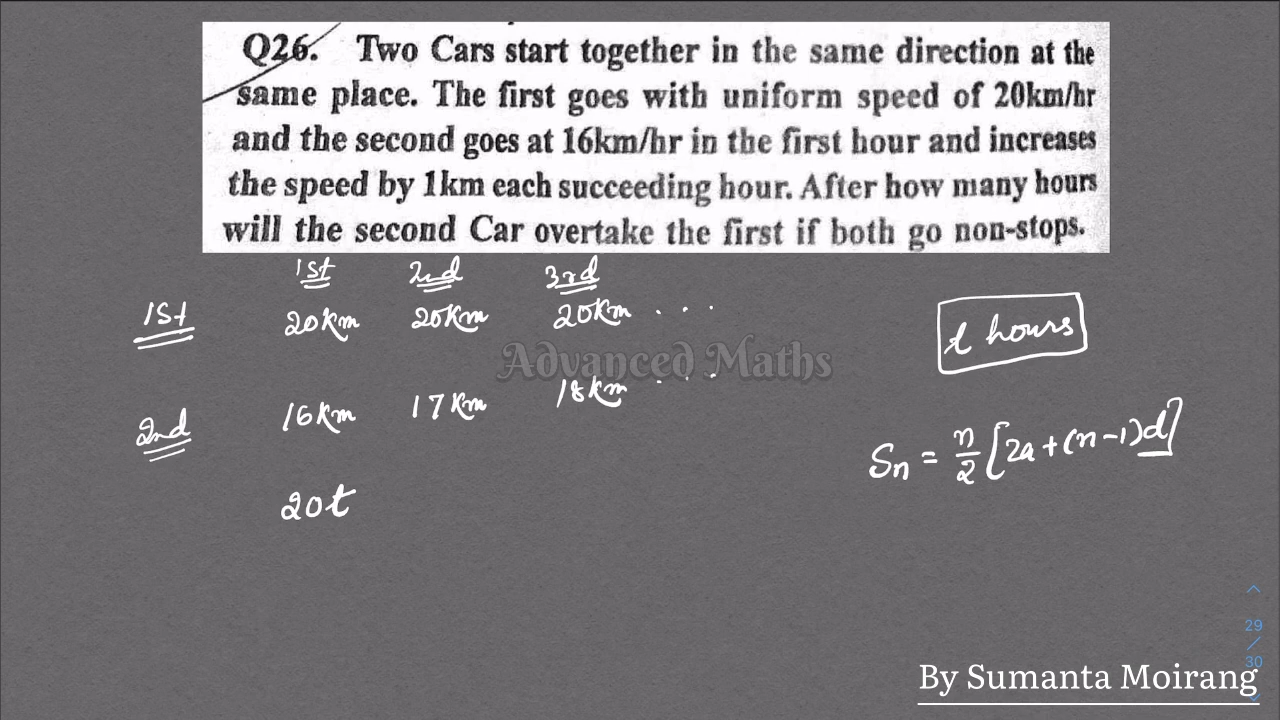 Q26. Two Cars start together in the same direction at the
same place. The first goes with uniform speed of 20km/hr
and the second goes at 16km/hr in the first hour and increases
the speed by 1km each succeeding hour. After how many hours
will the second Car overtake the first if both go non-stops.
1st 2nd 3rd
1st 20km 20km 20km . . .
t hours
Advanced Maths
2nd 16km 17km 18km . . .
Sn = n/2 [2a + (n-1)d]
20t
29
/
30
By Sumanta Moirang